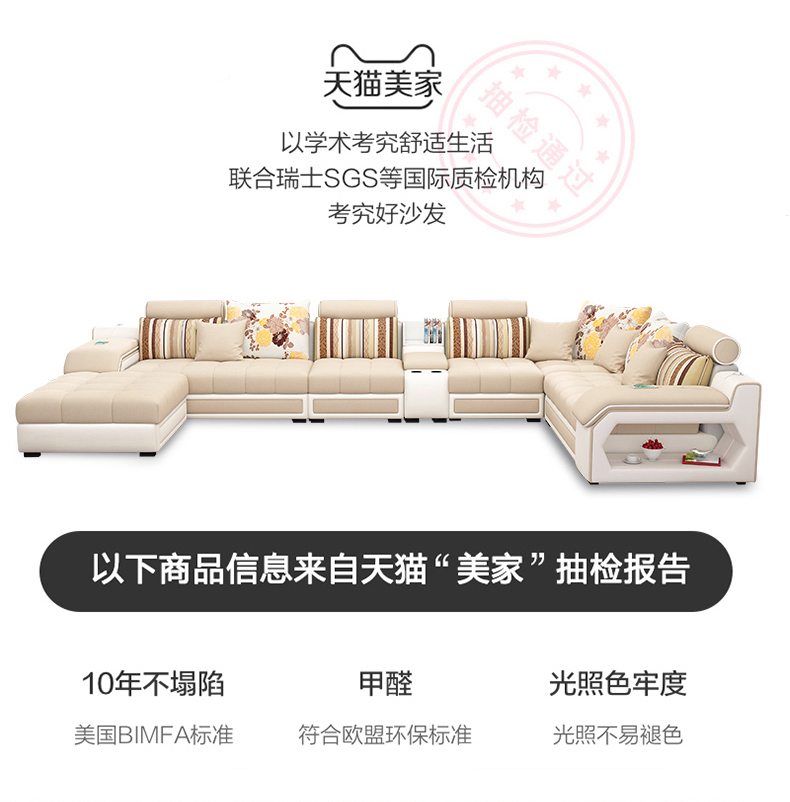 天猫美家
抽检通过
以学术考究舒适生活
联合瑞士SGS等国际质检机构
考究好沙发
以下商品信息来自天猫“美家”抽检报告
10年不塌陷
甲醛
光照色牢度
美国BIMFA标准
符合欧盟环保标准
光照不易褪色